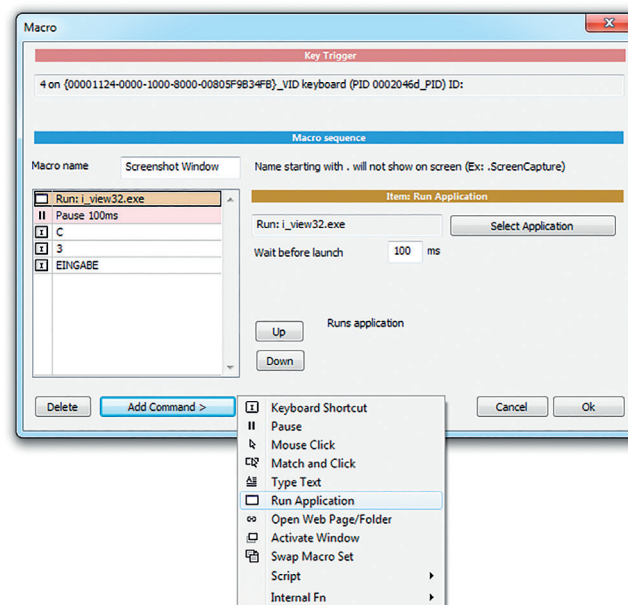 Macro
Key Trigger
4 on {00001124-0000-1000-8000-00805F9B34FB}_VID keyboard (PID 0002046d_PID) ID:
Macro sequence
Macro name
Screenshot Window
Name starting with . will not show on screen (Ex: .ScreenCapture)
Run: i_view32.exe
Pause 100ms
C
3
EINGABE
Item: Run Application
Run: i_view32.exe
Select Application
Wait before launch 100 ms
Up
Runs application
Down
Delete
Add Command >
Cancel
Ok
Keyboard Shortcut
Pause
Mouse Click
Match and Click
Type Text
Run Application
Open Web Page/Folder
Activate Window
Swap Macro Set
Script
Internal Fn